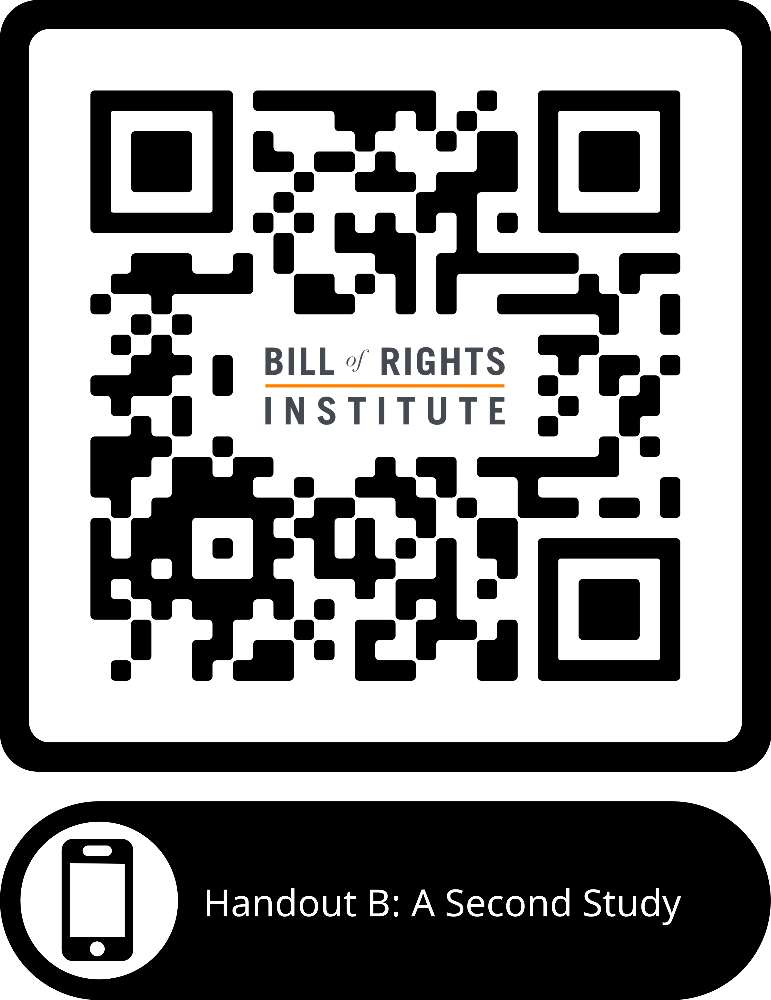 BILL of RIGHTS
INSTITUTE
Handout B: A Second Study